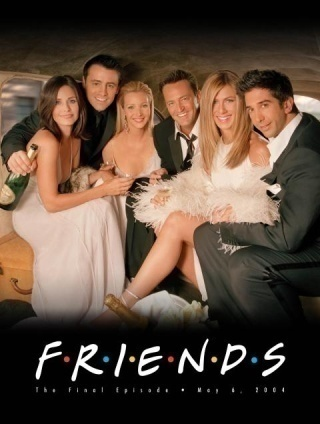 F•R•I•E•N•D•S
The Final Episode • May 6, 2004